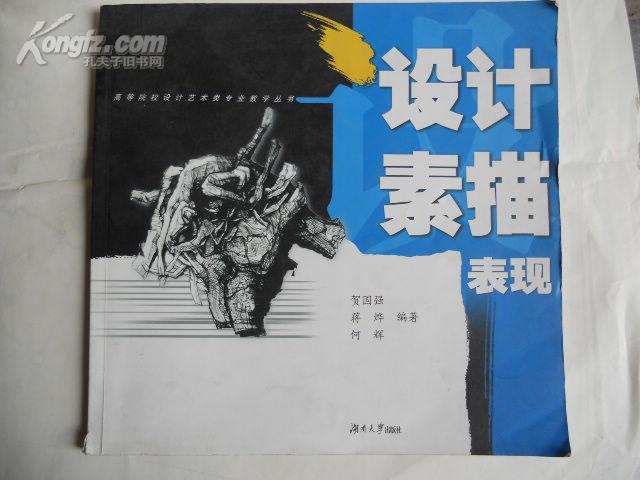 Kongfz.com
孔夫子旧书网
高等院校设计艺术类专业教学丛书
设计
素描
表现
贺国强
蒋烨 编著
何辉
湖南大学出版社